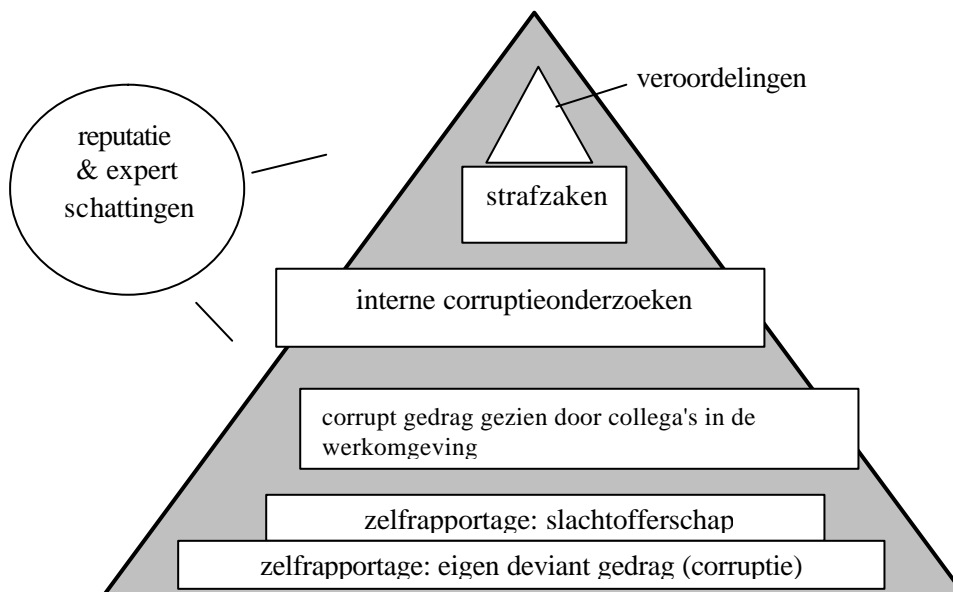 veroordelingen
reputatie
& expert
schattingen
strafzaken
interne corruptieonderzoeken
corrupt gedrag gezien door collega's in de
werkomgeving
zelfrapportage: slachtofferschap
zelfrapportage: eigen deviant gedrag (corruptie)